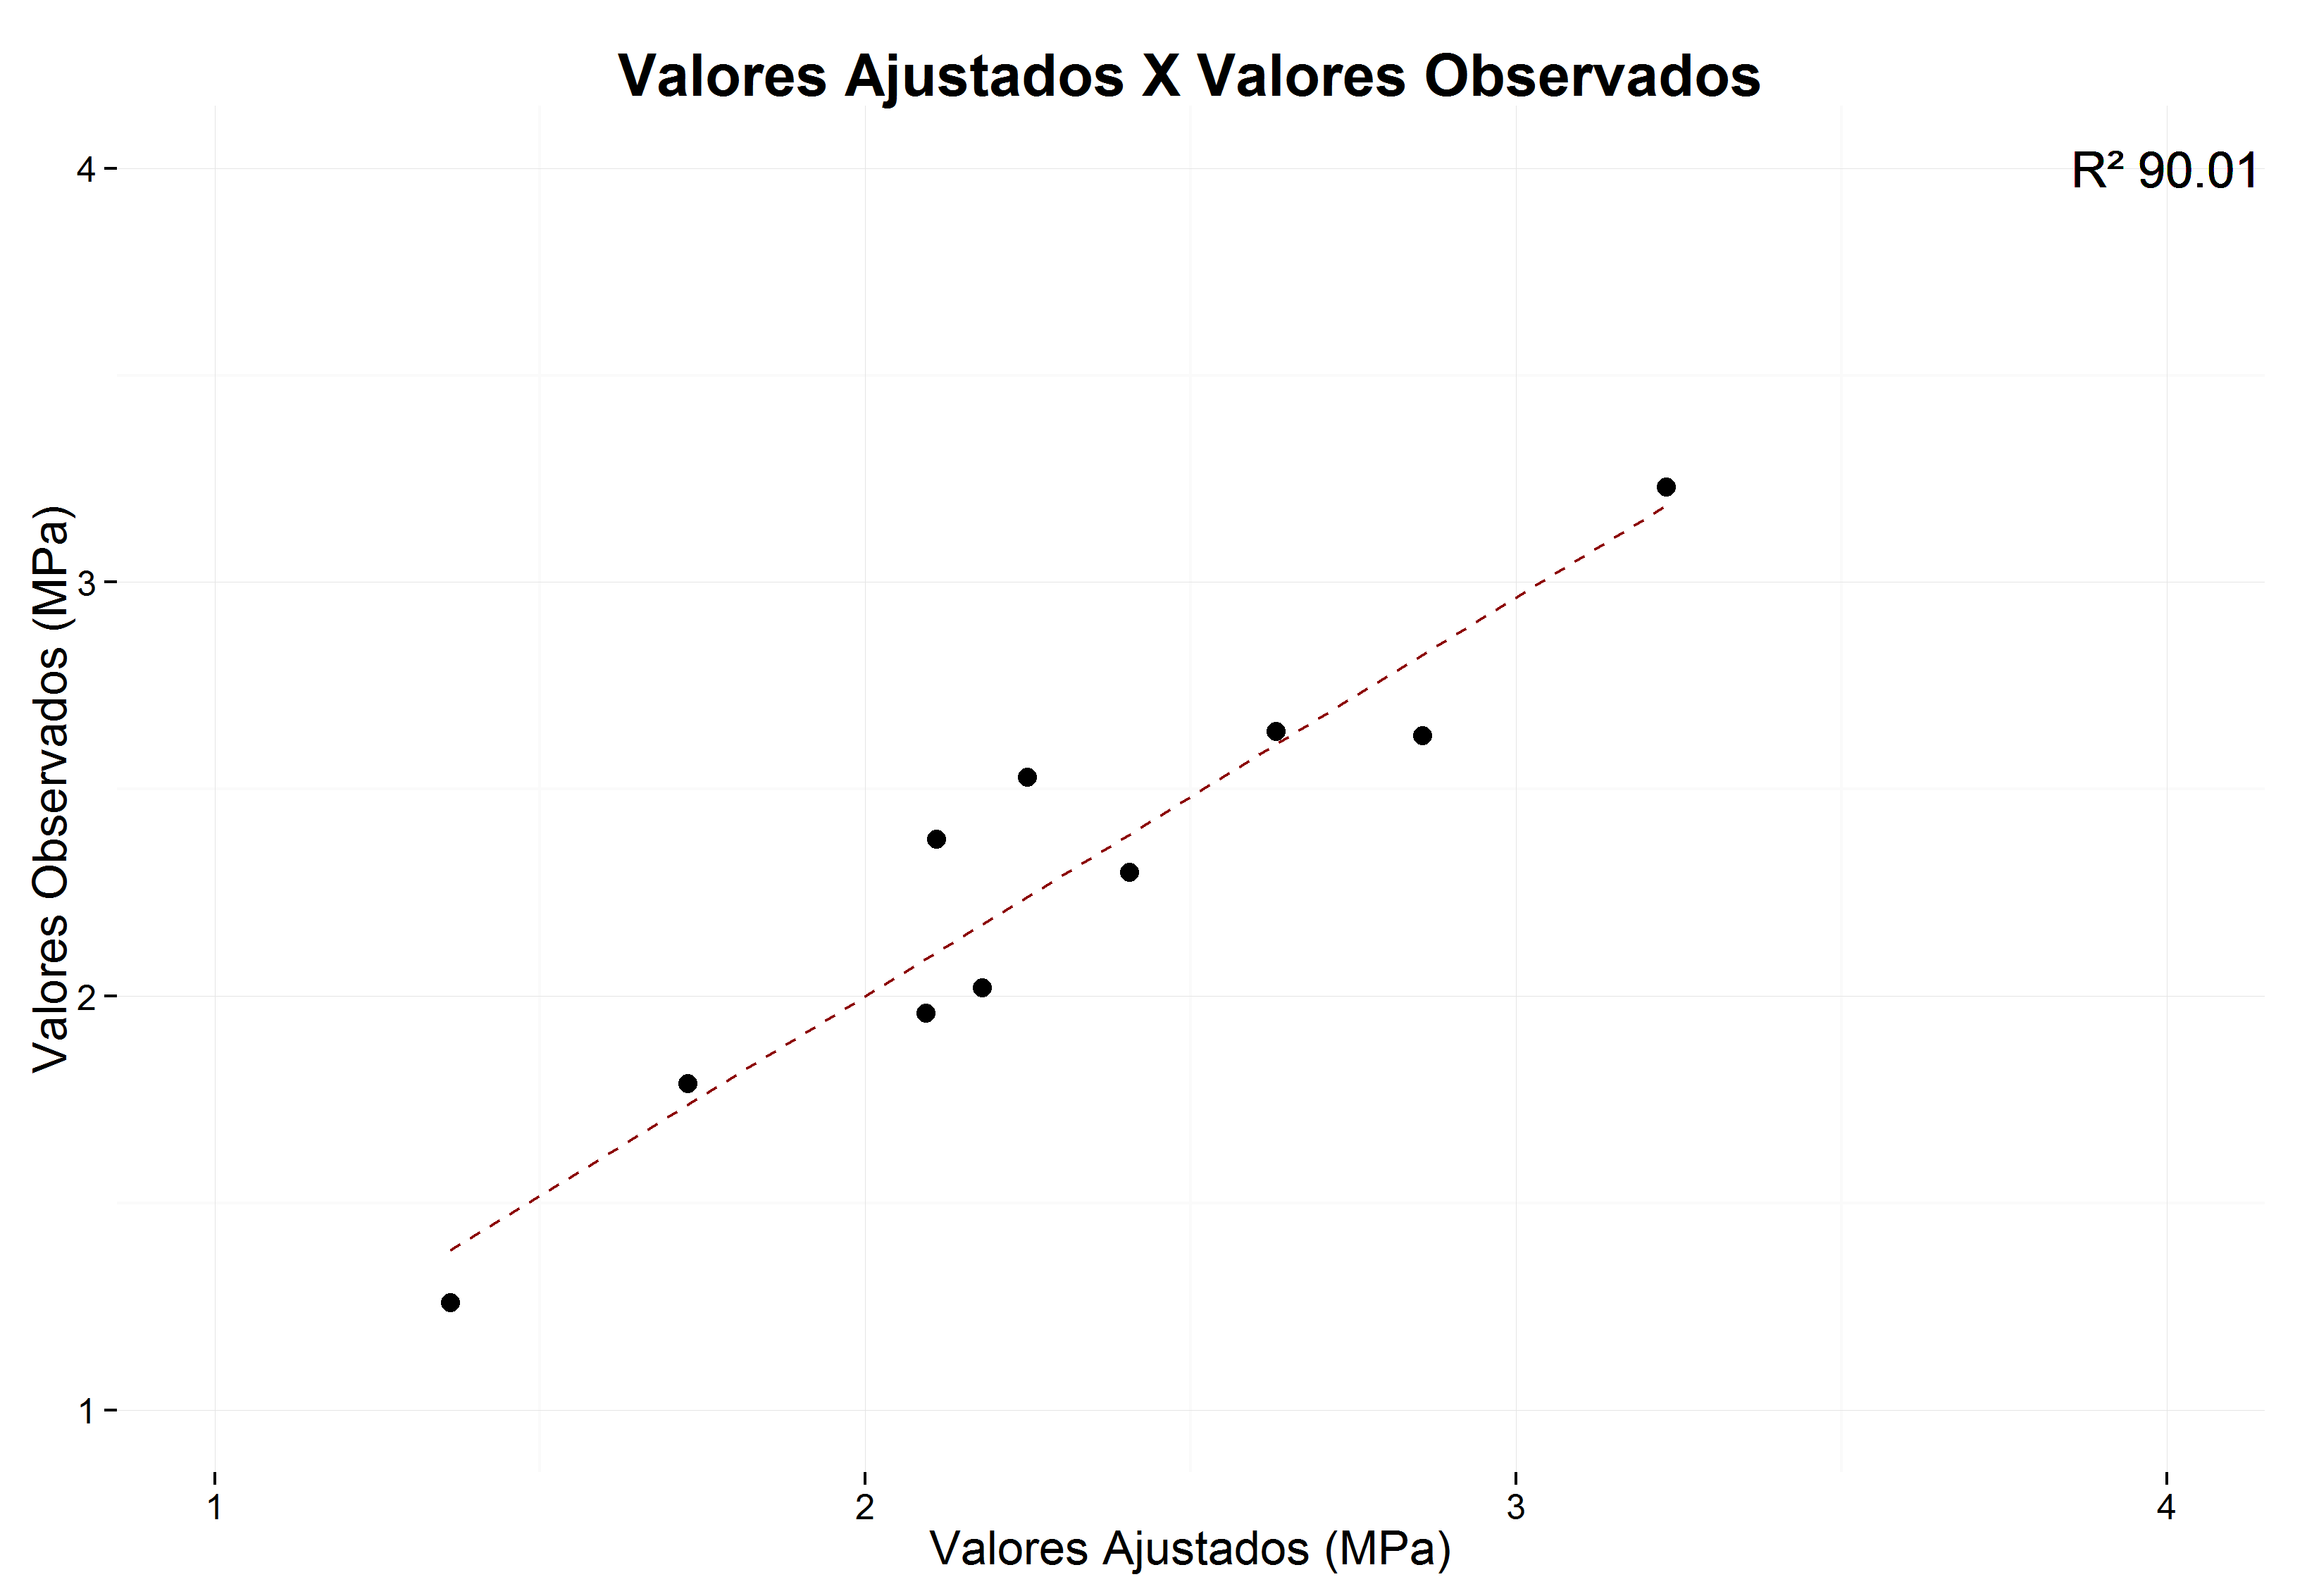 Valores Ajustados X Valores Observados
R² 90.01
Valores Observados (MPa)
4
3
2
1
1 2 3 4
Valores Ajustados (MPa)